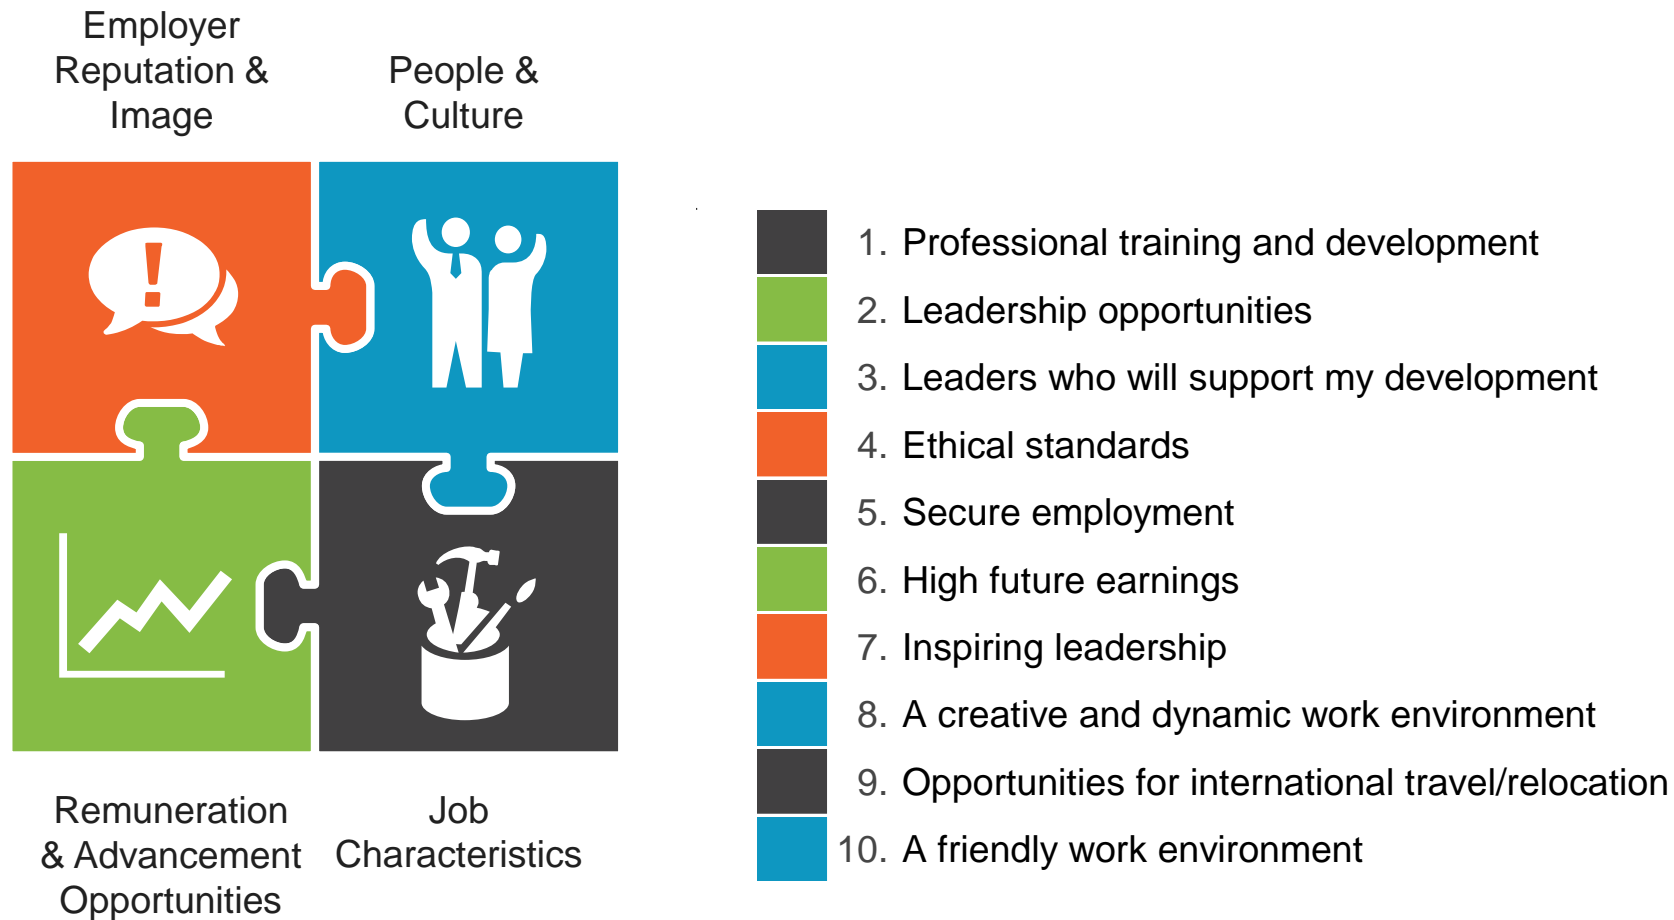 Employer
Reputation &
Image
People &
Culture
!
Remuneration
& Advancement
Opportunities
Job
Characteristics
1. Professional training and development
2. Leadership opportunities
3. Leaders who will support my development
4. Ethical standards
5. Secure employment
6. High future earnings
7. Inspiring leadership
8. A creative and dynamic work environment
9. Opportunities for international travel/relocation
10. A friendly work environment